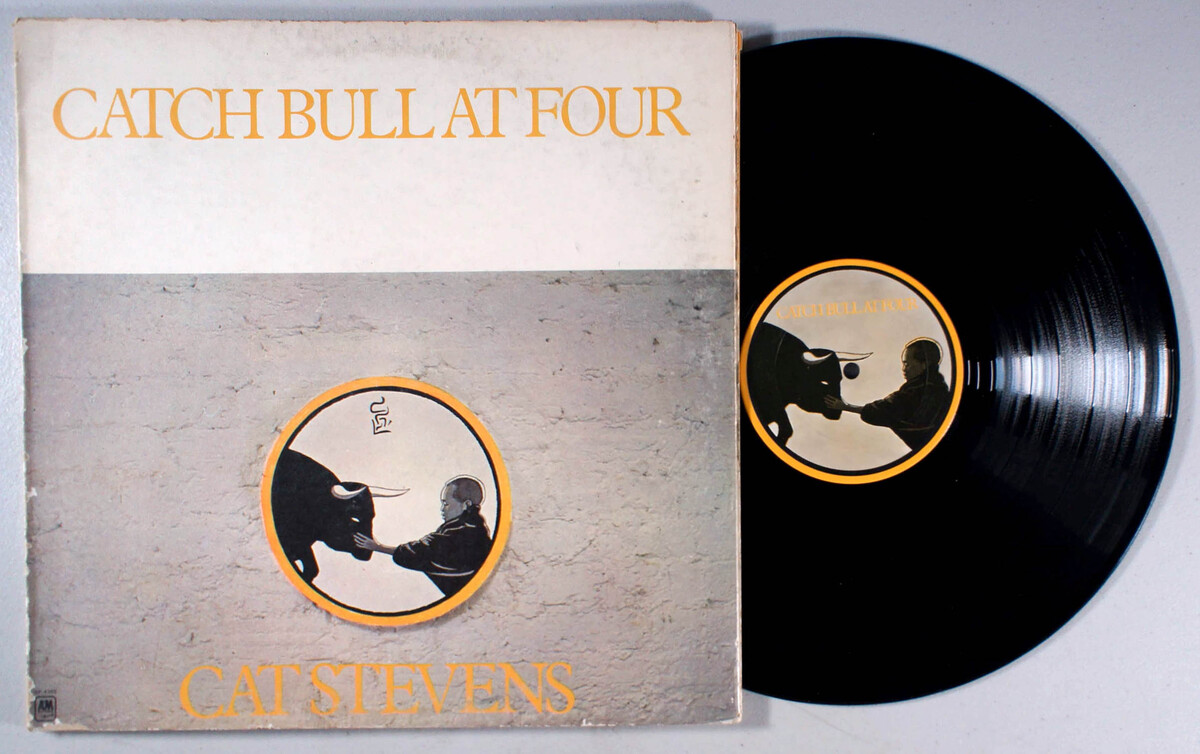 CATCH BULL AT FOUR
CAT STEVENS
A&M
CATCH BULL AT FOUR